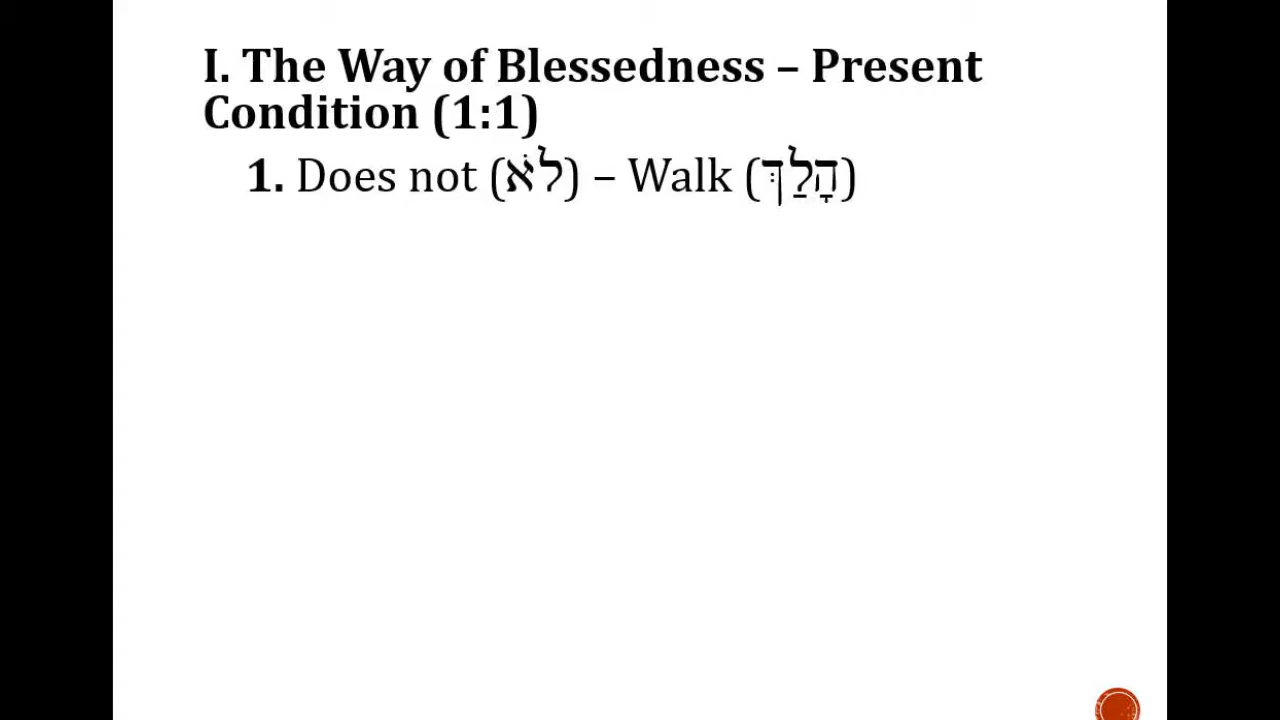 I. The Way of Blessedness – Present
Condition (1:1)
1. Does not (לֹא) – Walk (הָלַךְ)